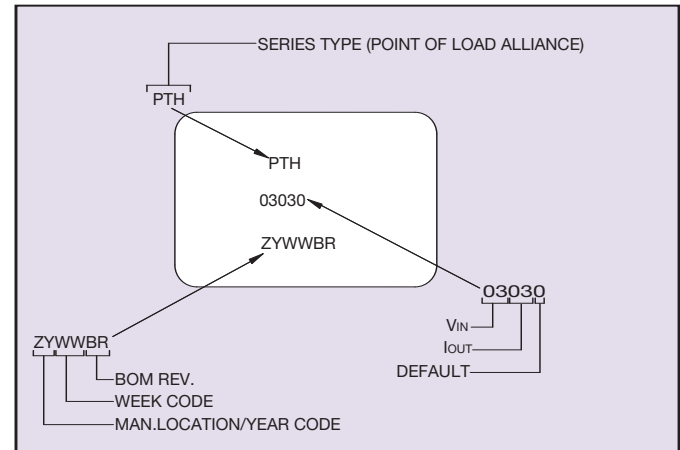 SERIES TYPE (POINT OF LOAD ALLIANCE)
PTH
PTH
03030
ZYWWBR
03030
VIN
IOUT
DEFAULT
ZYWWBR
BOM REV.
WEEK CODE
MAN.LOCATION/YEAR CODE